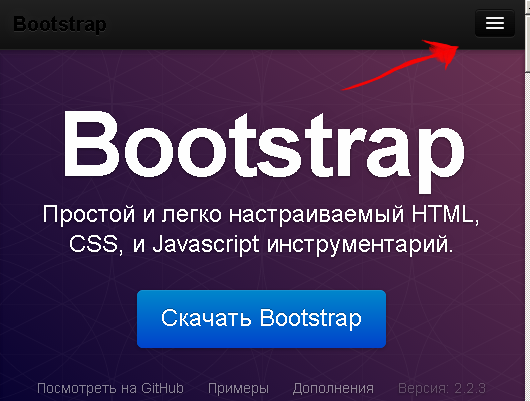 Bootstrap
Bootstrap
Простой и легко настраиваемый HTML,
CSS, и Javascript инструментарий.
Скачать Bootstrap
Посмотреть на GitHub Примеры Дополнения Версия: 2.2.3